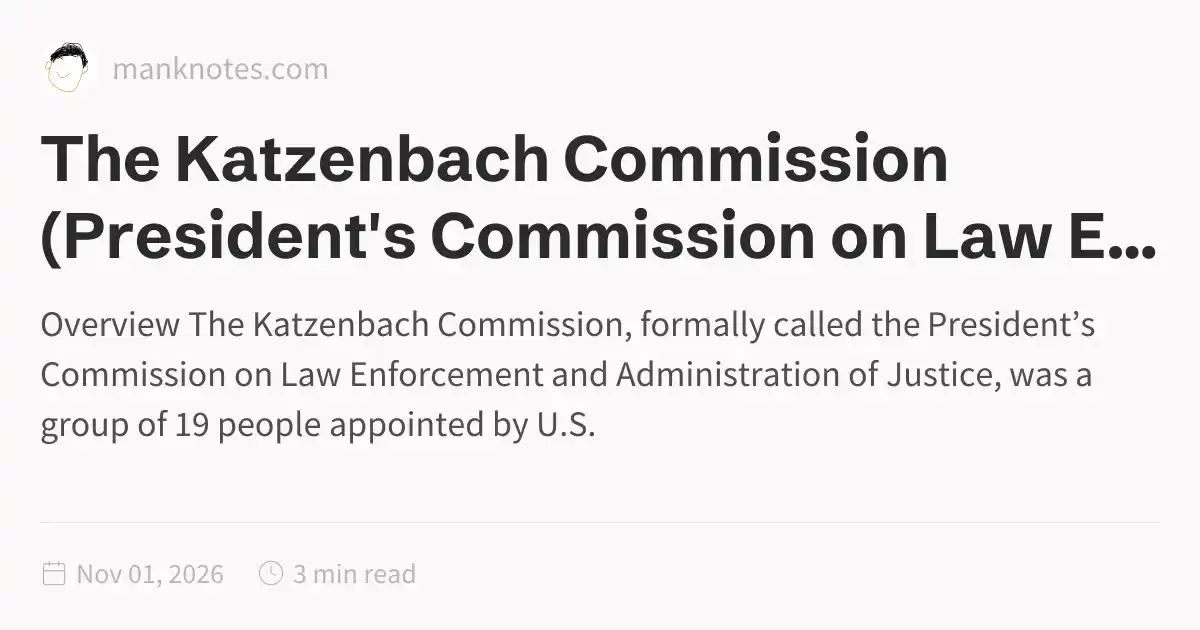 manknotes.com
The Katzenbach Commission
(President's Commission on Law E...
Overview The Katzenbach Commission, formally called the President’s
Commission on Law Enforcement and Administration of Justice, was a
group of 19 people appointed by U.S.
Nov 01, 2026 3 min read